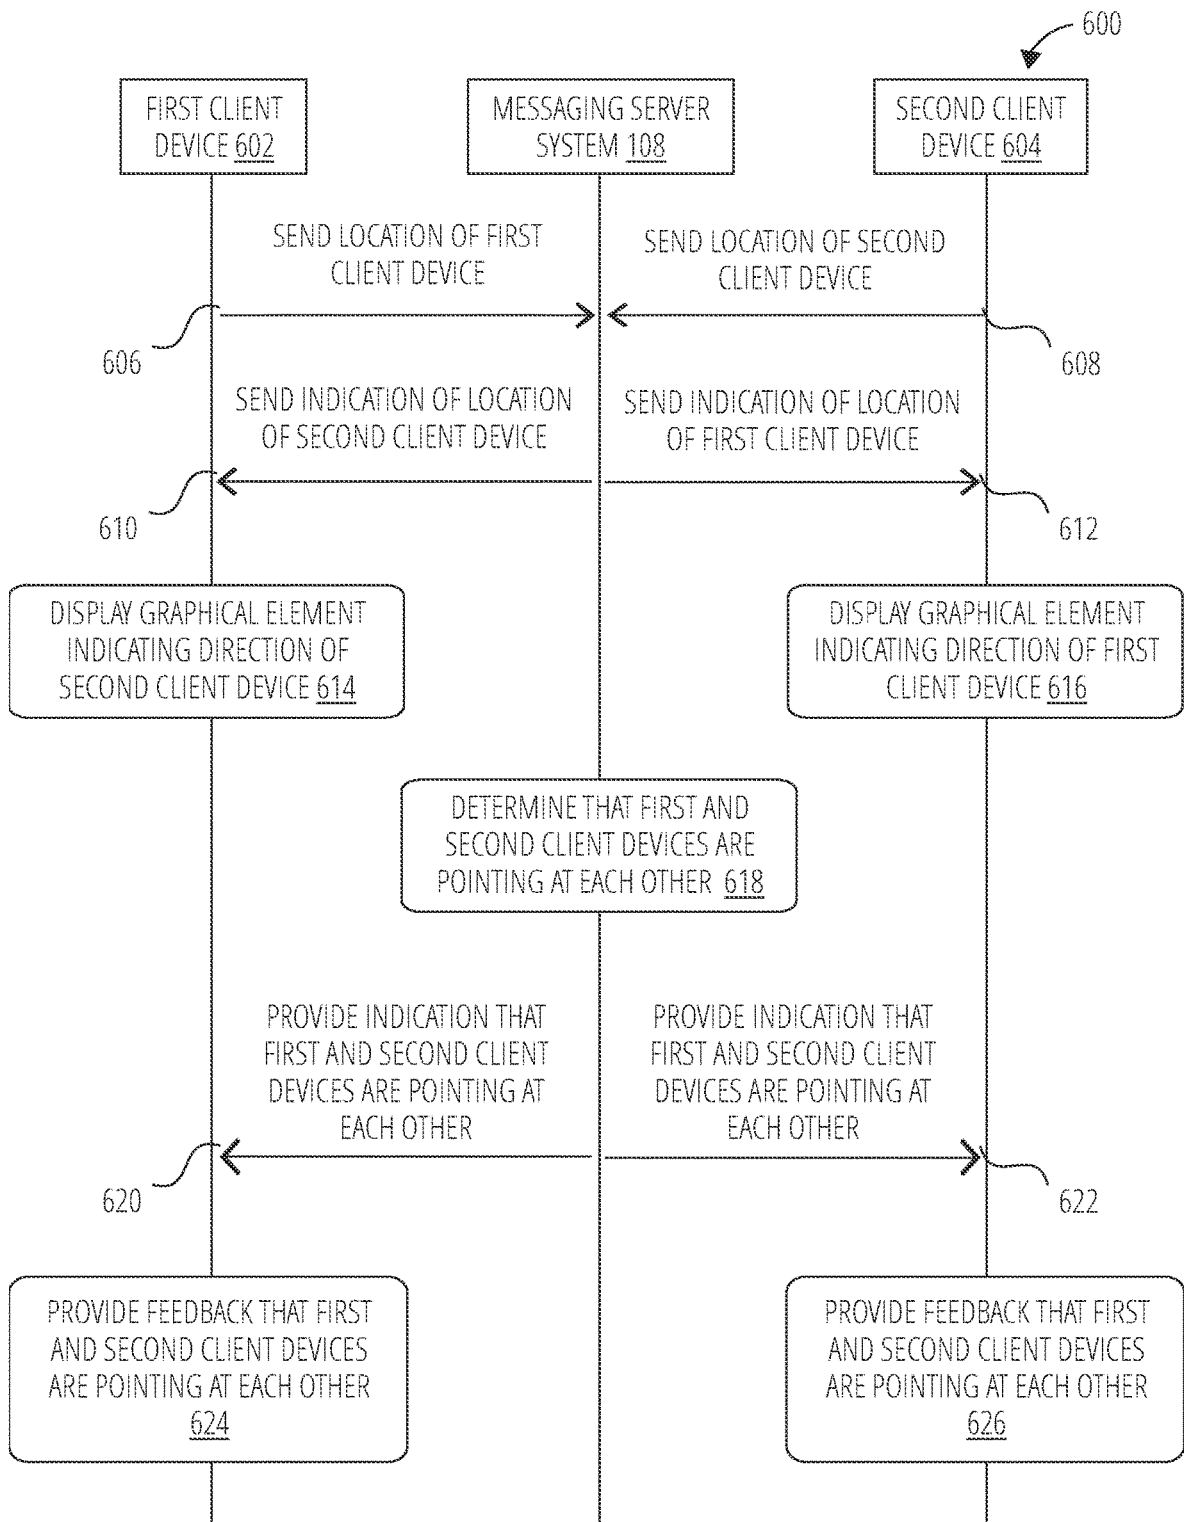 600
FIRST CLIENT
DEVICE 602
MESSAGING SERVER
SYSTEM 108
SECOND CLIENT
DEVICE 604
SEND LOCATION OF FIRST
CLIENT DEVICE
SEND LOCATION OF SECOND
CLIENT DEVICE
606
608
SEND INDICATION OF LOCATION
OF SECOND CLIENT DEVICE
SEND INDICATION OF LOCATION
OF FIRST CLIENT DEVICE
610
612
DISPLAY GRAPHICAL ELEMENT
INDICATING DIRECTION OF
SECOND CLIENT DEVICE 614
DISPLAY GRAPHICAL ELEMENT
INDICATING DIRECTION OF FIRST
CLIENT DEVICE 616
DETERMINE THAT FIRST AND
SECOND CLIENT DEVICES ARE
POINTING AT EACH OTHER 618
PROVIDE INDICATION THAT
FIRST AND SECOND CLIENT
DEVICES ARE POINTING AT
EACH OTHER
PROVIDE INDICATION THAT
FIRST AND SECOND CLIENT
DEVICES ARE POINTING AT
EACH OTHER
620
622
PROVIDE FEEDBACK THAT FIRST
AND SECOND CLIENT DEVICES
ARE POINTING AT EACH OTHER
624
PROVIDE FEEDBACK THAT FIRST
AND SECOND CLIENT DEVICES
ARE POINTING AT EACH OTHER
626